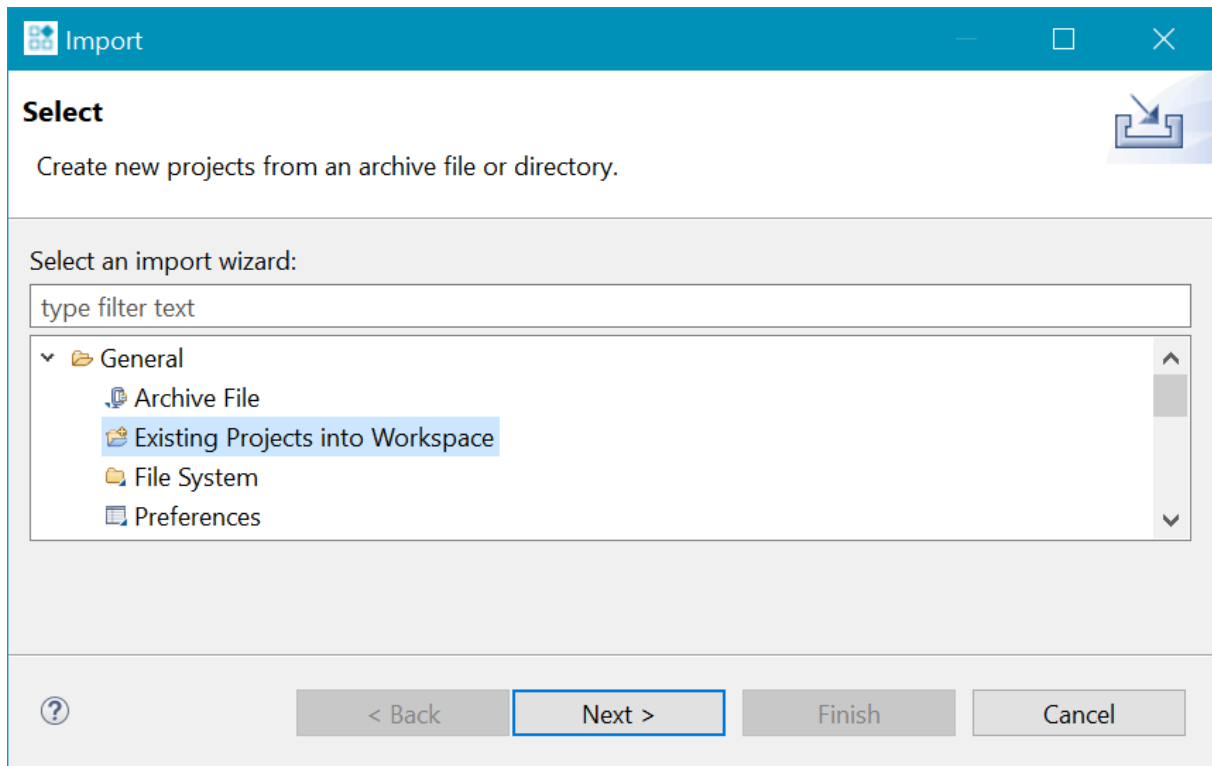 Import
Select
Create new projects from an archive file or directory.
Select an import wizard:
type filter text
General
Archive File
Existing Projects into Workspace
File System
Preferences
?
< Back
Next >
Finish
Cancel